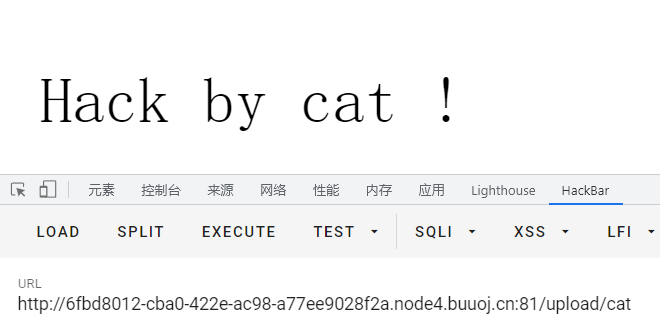 Hack by cat !
元素 控制台 来源 网络 性能 内存 应用 Lighthouse HackBar
LOAD SPLIT EXECUTE TEST SQLI XSS LFI
URL
http://6fbd8012-cba0-422e-ac98-a77ee9028f2a.node4.buuoj.cn:81/upload/cat